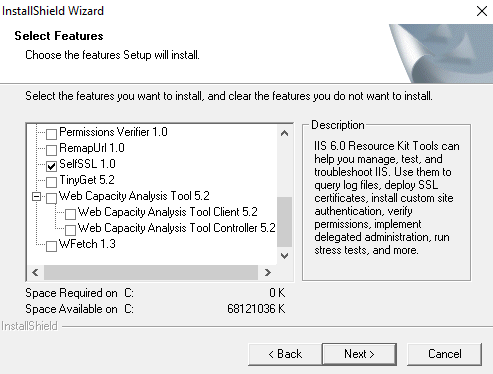 InstallShield Wizard
Select Features
Choose the features Setup will install.
Select the features you want to install, and clear the features you do not want to install.
Permissions Verifier 1.0
RemapUrl 1.0
SelfSSL 1.0
TinyGet 5.2
Web Capacity Analysis Tool 5.2
Web Capacity Analysis Tool Client 5.2
Web Capacity Analysis Tool Controller 5.2
WFetch 1.3
Description
IIS 6.0 Resource Kit Tools can
help you manage, test, and
troubleshoot IIS. Use them to
query log files, deploy SSL
certificates, install custom site
authentication, verify
permissions, implement
delegated administration, run
stress tests, and more.
Space Required on C: 0 K
Space Available on C: 68121036 K
InstallShield
< Back
Next >
Cancel